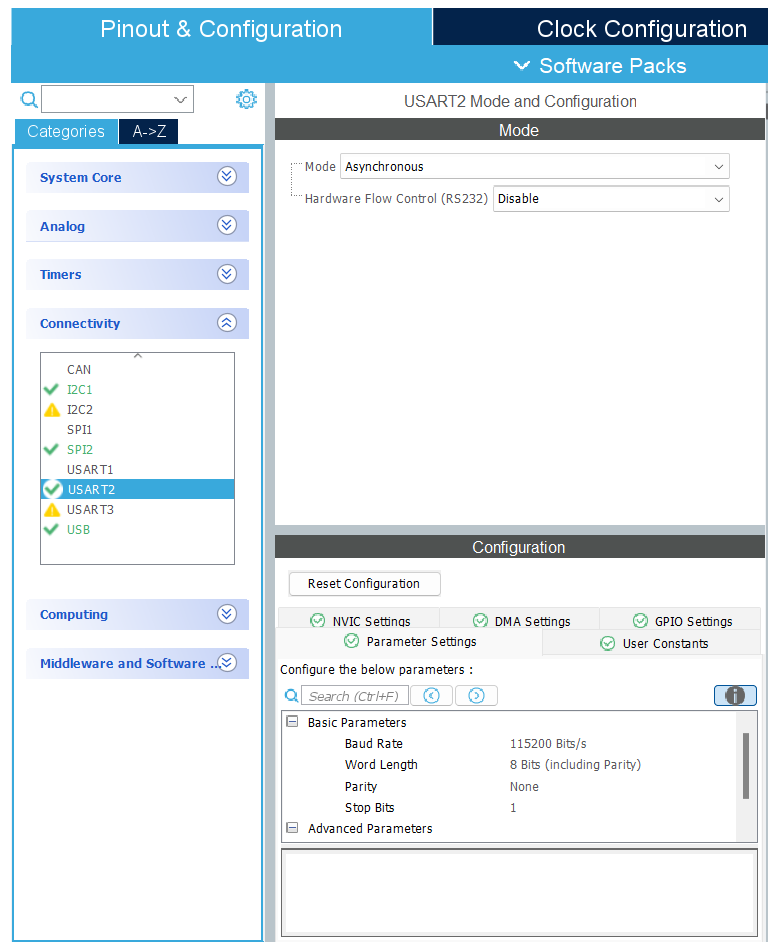 Pinout & Configuration
Clock Configuration
Software Packs
Categories
A->Z
System Core
Analog
Timers
Connectivity
CAN
I2C1
I2C2
SPI1
SPI2
USART1
USART2
USART3
USB
Computing
Middleware and Software ...
USART2 Mode and Configuration
Mode
Mode Asynchronous
Hardware Flow Control (RS232) Disable
Configuration
Reset Configuration
NVIC Settings
DMA Settings
GPIO Settings
Parameter Settings
User Constants
Configure the below parameters :
Search (Ctrl+F)
Basic Parameters
Baud Rate 115200 Bits/s
Word Length 8 Bits (including Parity)
Parity None
Stop Bits 1
Advanced Parameters